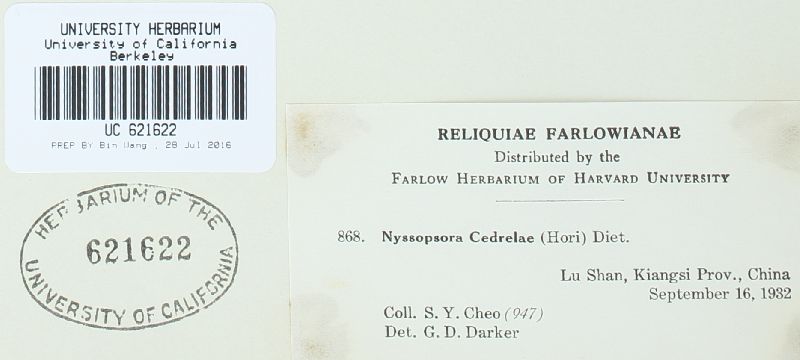 UNIVERSITY HERBARIUM
University of California
Berkeley
UC 621622
PREP BY Bin Wang , 28 Jul 2016
HERBARIUM OF THE
621622
UNIVERSITY OF CALIFORNIA
RELIQUIAE FARLOWIANAE
Distributed by the
FARLOW HERBARIUM OF HARVARD UNIVERSITY
868. Nyssopsora Cedrelae (Hori) Diet.
Lu Shan, Kiangsi Prov., China
September 16, 1932
Coll. S. Y. Cheo (947)
Det. G. D. Darker